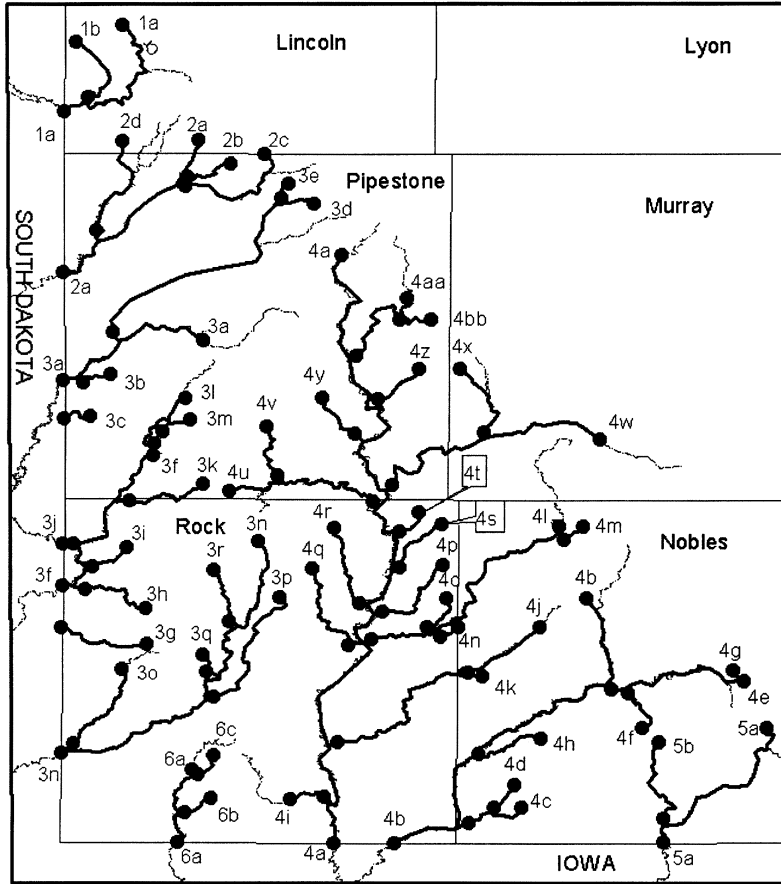 1b 1a
Lincoln
Lyon
1a
2d 2a 2b 2c
3e
Pipestone
3d
Murray
SOUTH DAKOTA
4a
2a
4aa
4bb
3a
4z 4x
3a 3b
3l 4y
3c 3m 4v
4w
3f 3k 4u
4t
3j 3i Rock 3n 4r 4s 4l 4m
Nobles
3r 4q 4p
3f 3p 4o 4b
3h 4j
3g 3q 4n
3o 4k 4g
4e
6c 4h 4f 5b 5a
3n 6a 4d
6b 4i 4c
6a 4a 4b 5a
IOWA